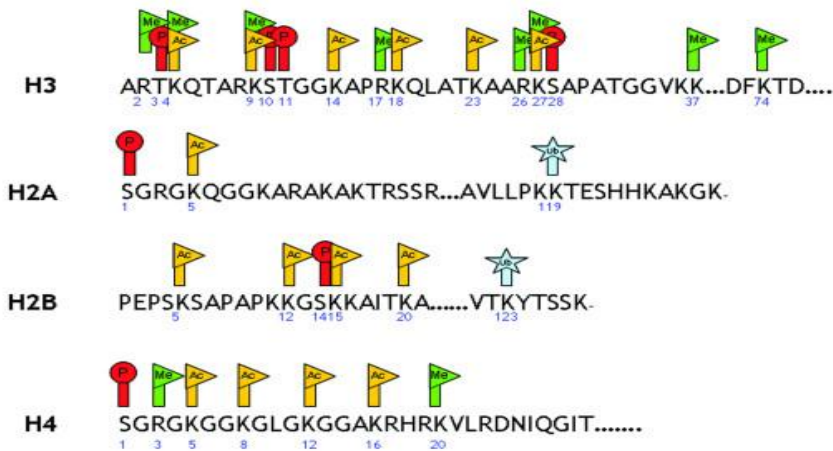 Me Me Me Me Me Me Me Me
P Ac Ac P P Ac Ac Ac Ac P
H3 ARTKQTARKSTGGKAPRKQLATKAARKSAPATGGVKK...DFKTD....
2 3 4 9 10 11 14 17 18 23 26 27 28 37 74
P Ac Ub
H2A SGRGKQGGKARAKAKTRSSR...AVLLPKKTESHHKAKGK-
1 5 119
Ac Ac P Ac Ac Ub
H2B PEPSKSAPAPKKGSKKAITKA......VTKYTSSK-
5 12 14 15 20 123
P Me Ac Ac Ac Ac Me
H4 SGRGKGGKGLGKGGAKRHRKVLRDNIQGIT.......
1 3 5 8 12 16 20